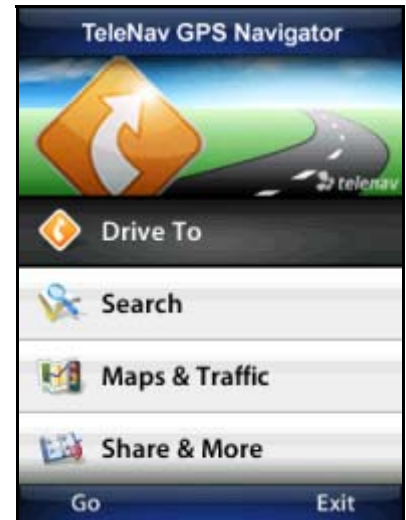 TeleNav GPS Navigator
telenav
Drive To
Search
Maps & Traffic
Share & More
Go Exit